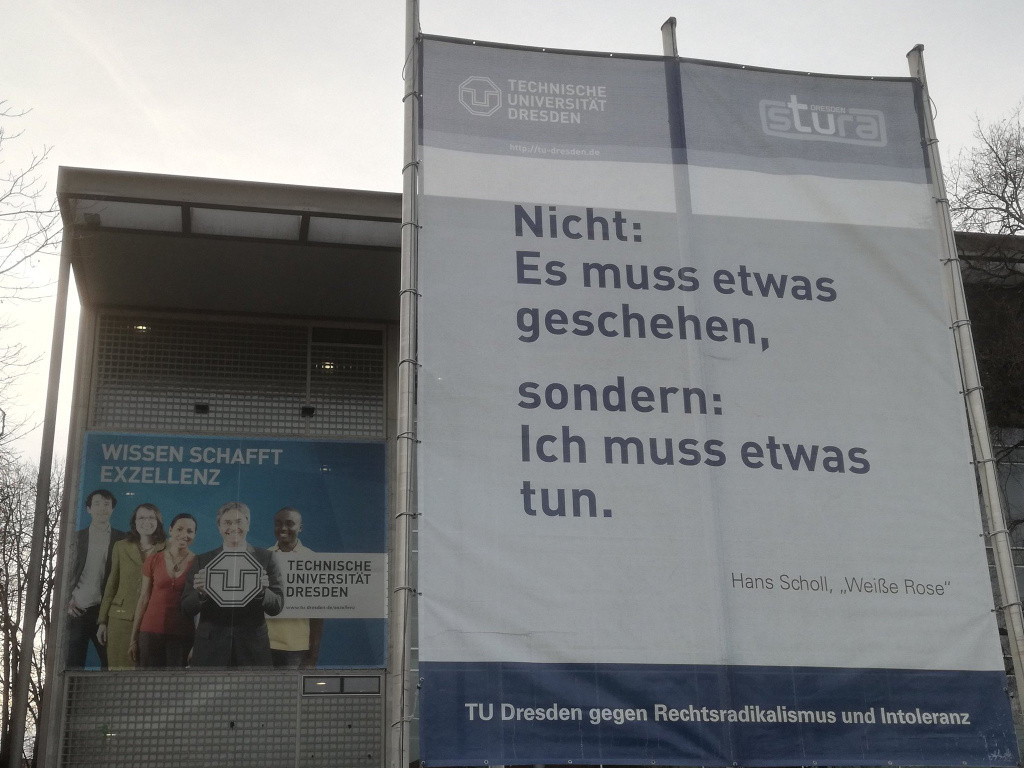 TECHNISCHE
UNIVERSITÄT
DRESDEN
http://tu-dresden.de
DRESDEN
stura
Nicht:
Es muss etwas
geschehen,
sondern:
Ich muss etwas
tun.
Hans Scholl, „Weiße Rose“
TU Dresden gegen Rechtsradikalismus und Intoleranz
WISSEN SCHAFFT
EXZELLENZ
TECHNISCHE
UNIVERSITÄT
DRESDEN